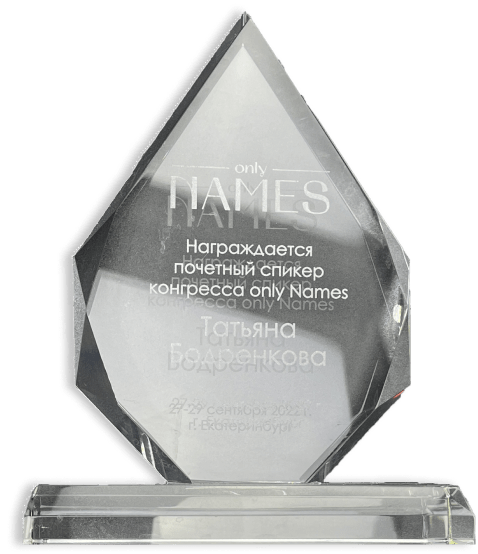 only
NAMES
Награждается
почетный спикер
конгресса only Names
Татьяна
Бодренкова
27-29 сентября 2022 г.
г. Екатеринбург